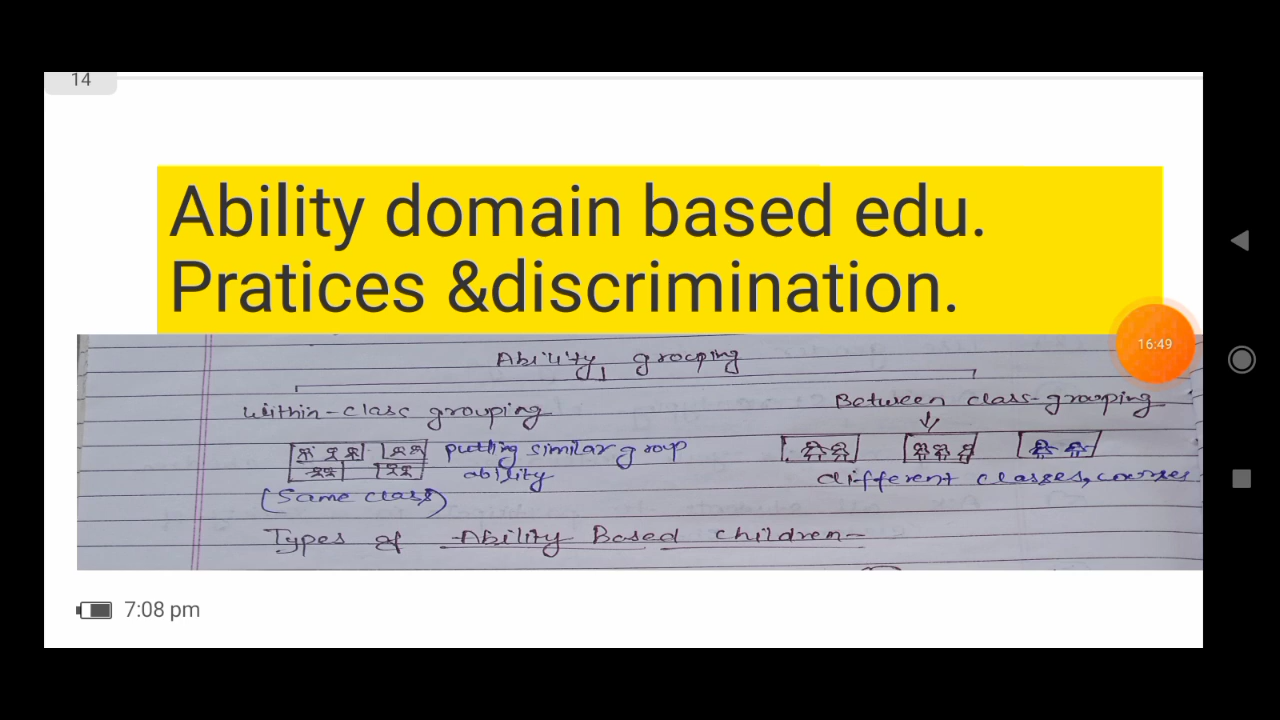 14
Ability domain based edu.
Pratices &discrimination.
16:49
Ability grouping
Within-class grouping
Between class-grouping
putting similar group
ability
(Same class)
different classes, courses
Types of Ability Based children-
7:08 pm